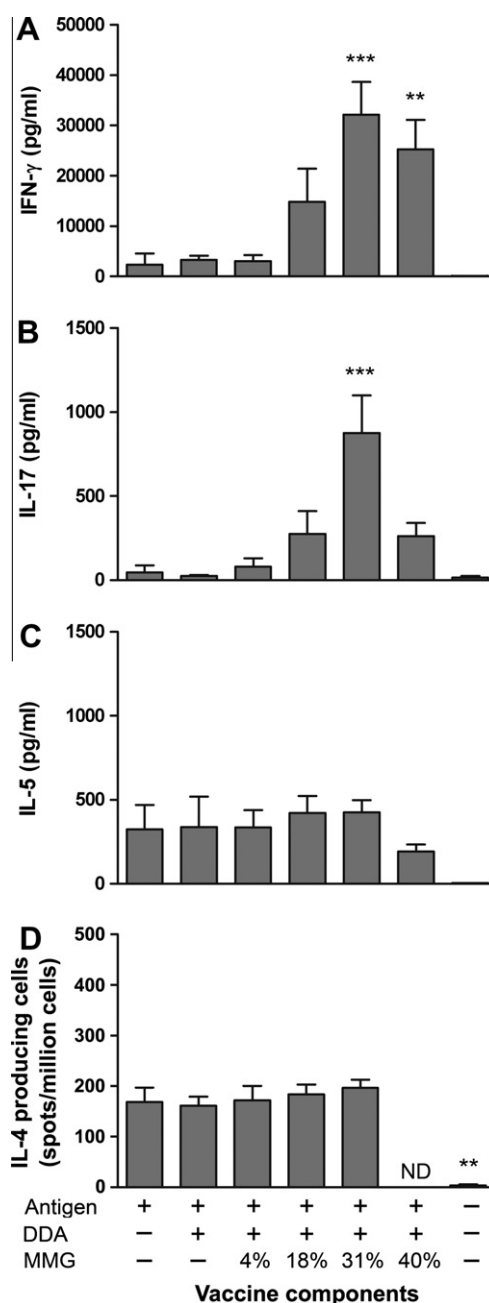 A
IFN-γ (pg/ml)
50000
40000
30000
20000
10000
0
***
**
B
IL-17 (pg/ml)
1500
1000
500
0
***
C
IL-5 (pg/ml)
1500
1000
500
0
D
IL-4 producing cells
(spots/million cells)
500
400
300
200
100
0
ND
**
Antigen + + + + + + −
DDA − + + + + + −
MMG − − 4% 18% 31% 40% −
Vaccine components